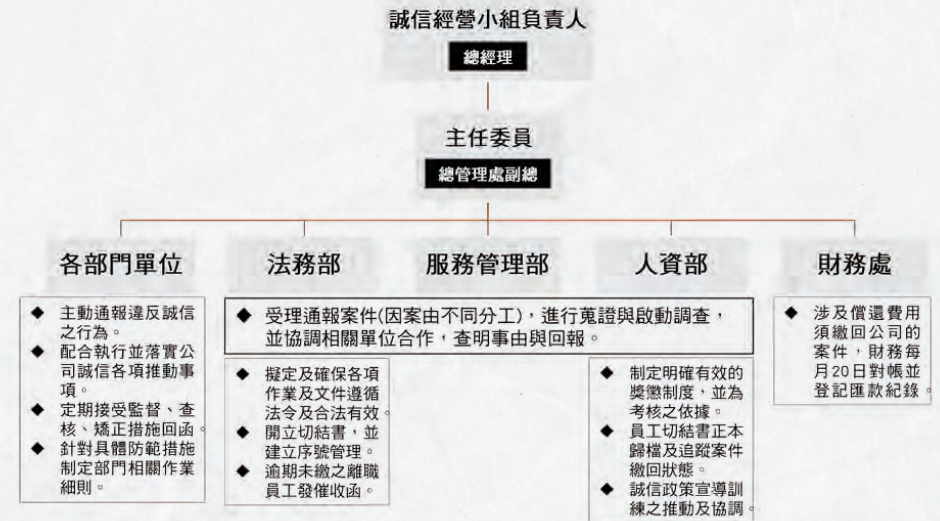 誠信經營小組負責人
總經理
主任委員
總管理處副總
各部門單位
◆ 主動通報違反誠信
之行為。
◆ 配合執行並落實公
司誠信各項推動事
項。
◆ 定期接受監督、查
核、矯正措施回函。
◆ 針對具體防範措施
制定部門相關作業
細則。
法務部
服務管理部
人資部
◆ 受理通報案件(因案由不同分工)，進行蒐證與啟動調查，
並協調相關單位合作，查明事由與回報。
◆ 擬定及確保各項
作業及文件遵循
法令及合法有效。
◆ 開立切結書，並
建立序號管理。
◆ 逾期未繳之離職
員工發催收函。
◆ 制定明確有效的
獎懲制度，並為
考核之依據。
◆ 員工切結書正本
歸檔及追蹤案件
繳回狀態。
◆ 誠信政策宣導訓
練之推動及協調。
財務處
◆ 涉及償還費用
須繳回公司的
案件，財務每
月20日對帳並
登記匯款紀錄。